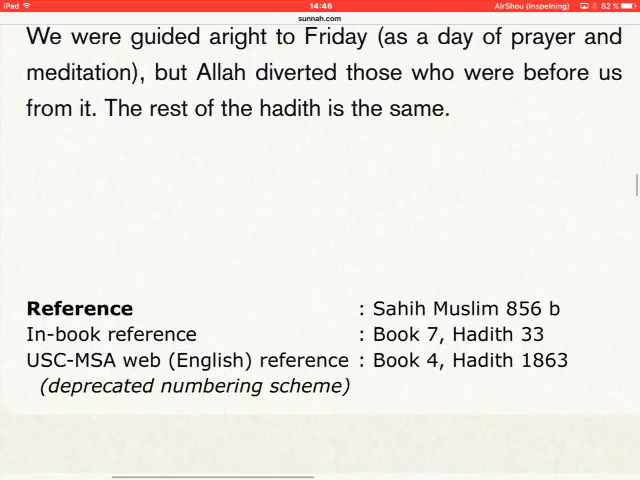 iPad 14:46 AirShou (Inspelning) 82 %
sunnah.com
We were guided aright to Friday (as a day of prayer and
meditation), but Allah diverted those who were before us
from it. The rest of the hadith is the same.
Reference : Sahih Muslim 856 b
In-book reference : Book 7, Hadith 33
USC-MSA web (English) reference : Book 4, Hadith 1863
(deprecated numbering scheme)